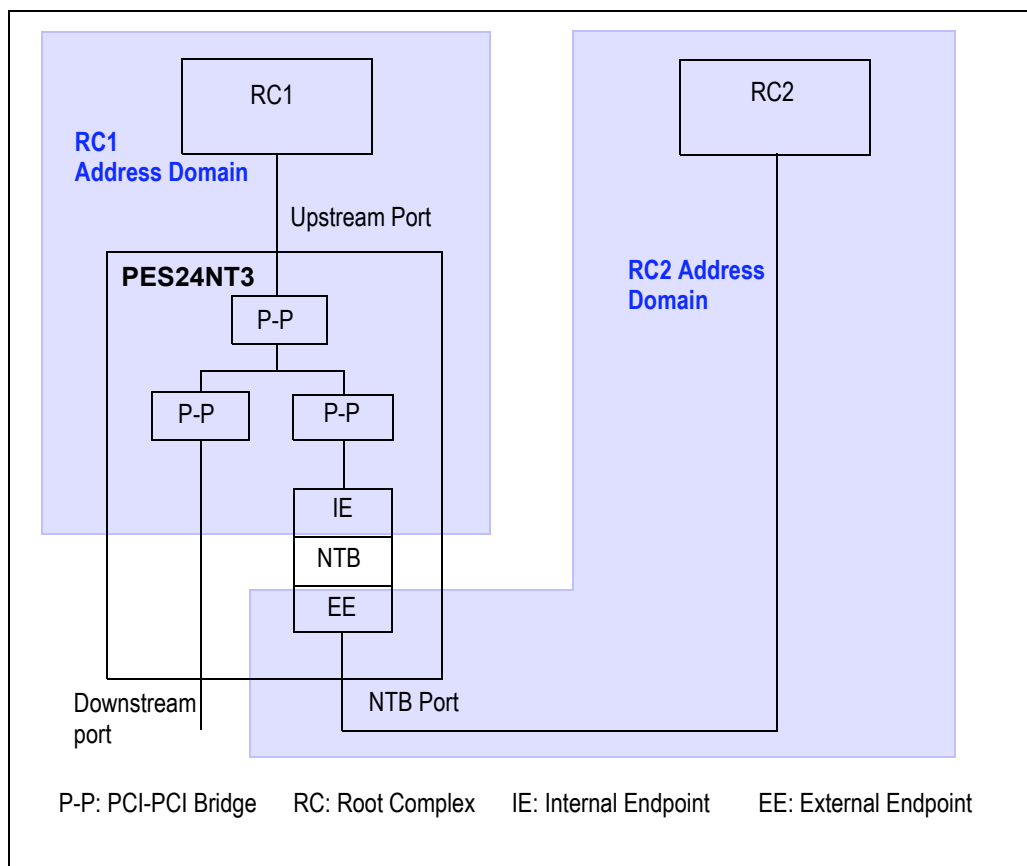 RC1
RC2
RC1
Address Domain
Upstream Port
PES24NT3
RC2 Address
Domain
P-P
P-P
P-P
IE
NTB
EE
Downstream
port
NTB Port
P-P: PCI-PCI Bridge RC: Root Complex IE: Internal Endpoint EE: External Endpoint